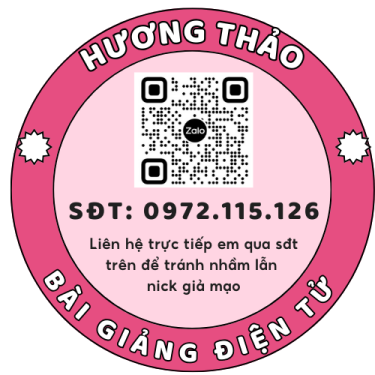 HƯƠNG THẢO
Zalo
SĐT: 0972.115.126
Liên hệ trực tiếp em qua sđt
trên để tránh nhầm lẫn
nick giả mạo
BÀI GIẢNG ĐIỆN TỬ